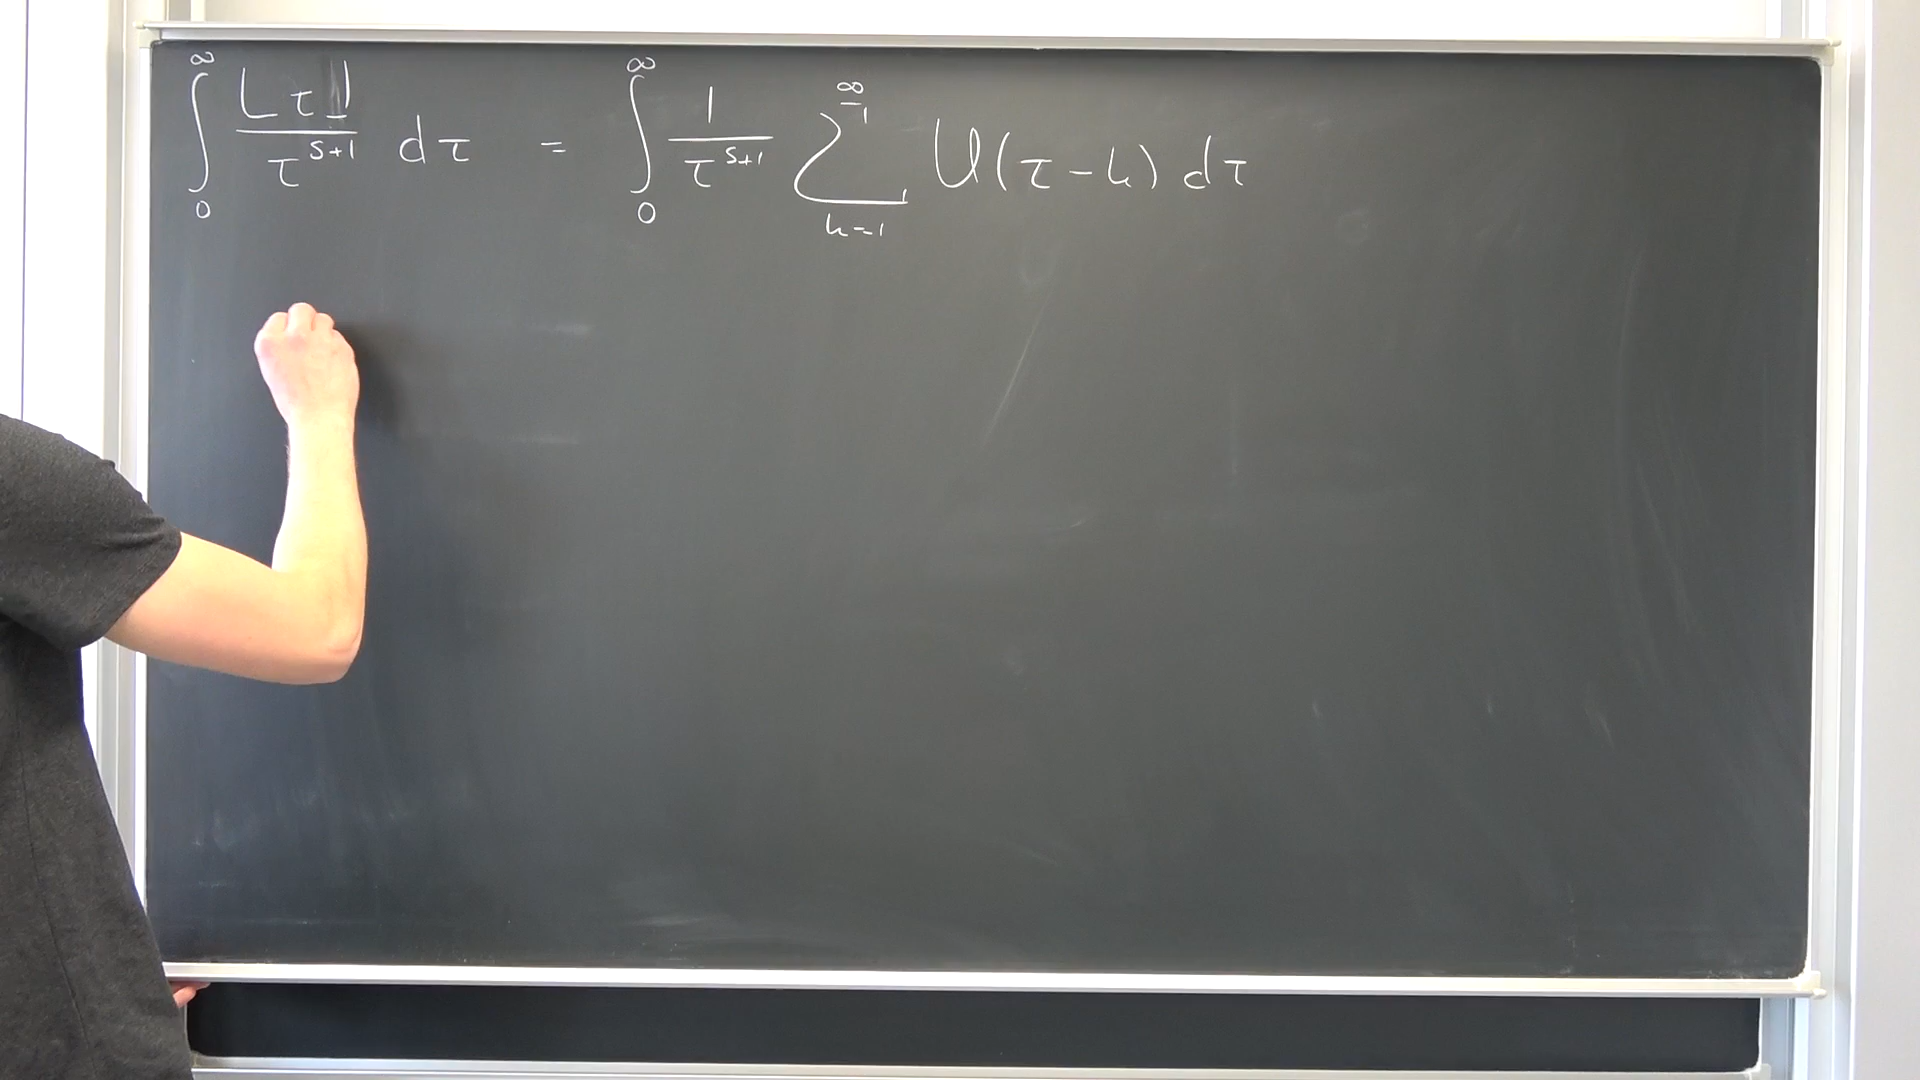 ∫₀^∞ ⌊τ⌋/τ^{s+1} dτ = ∫₀^∞ 1/τ^{s+1} ∑_{k=1}^∞ U(τ-k) dτ